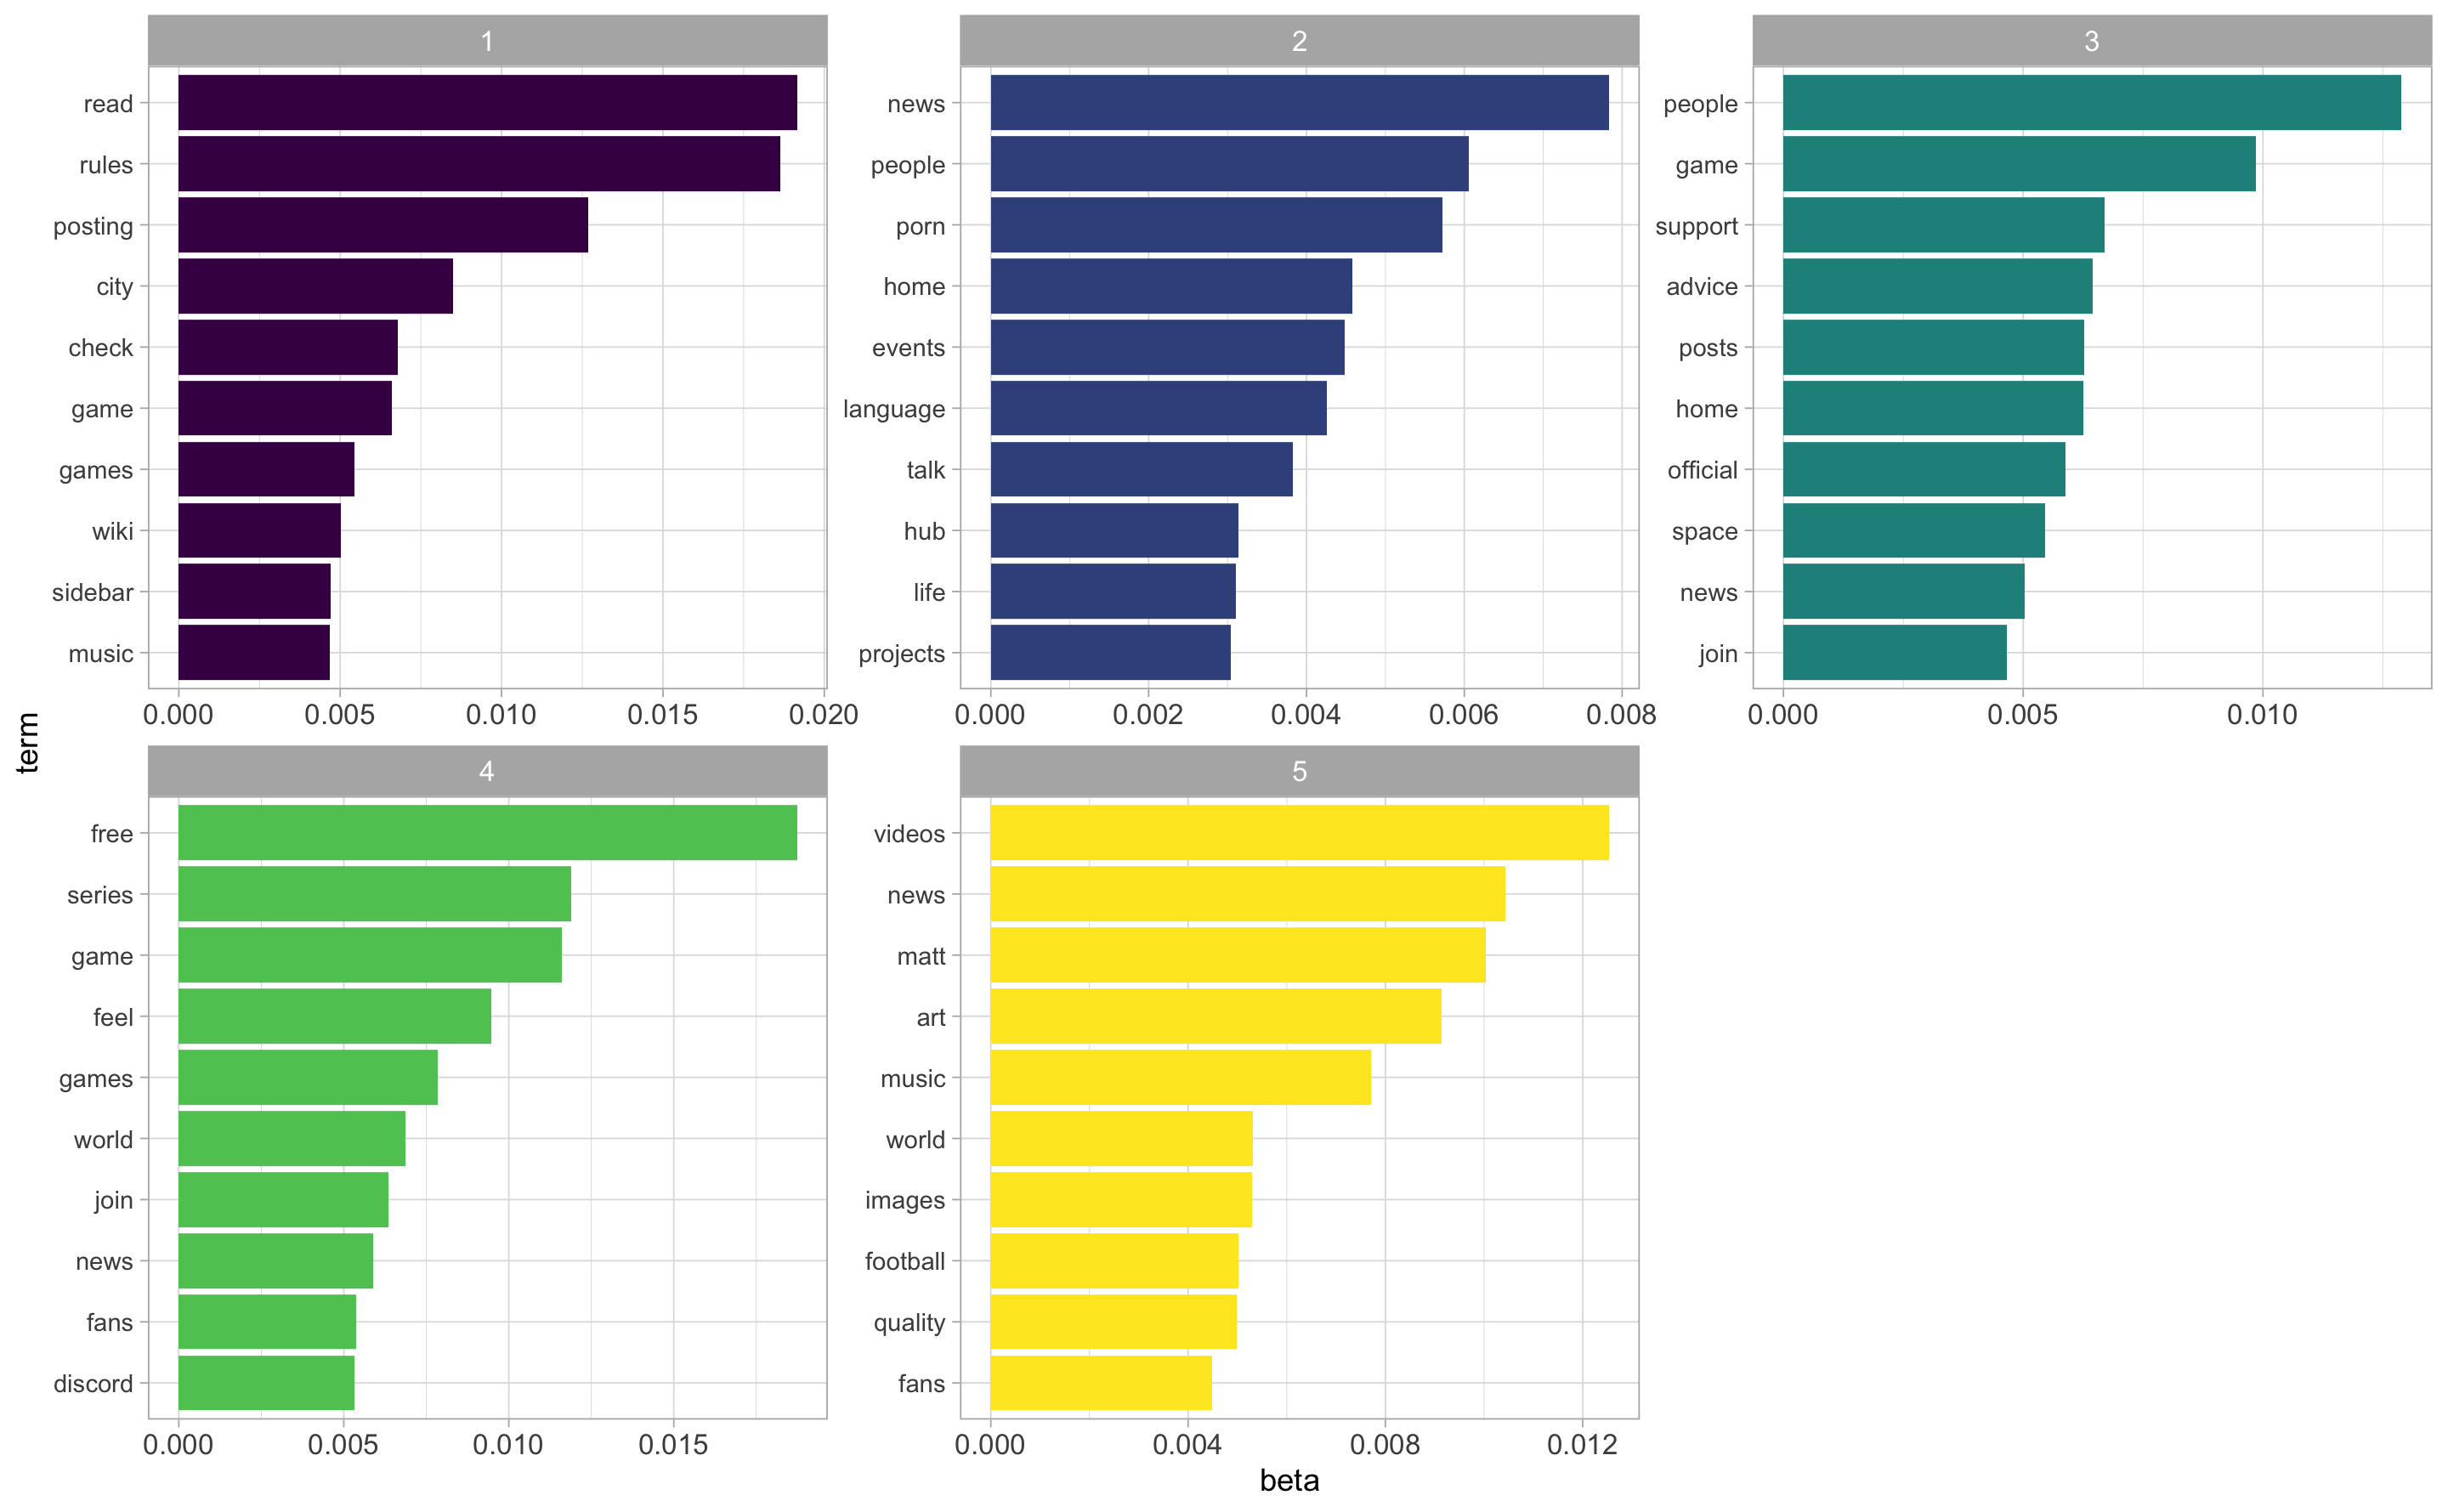 term
1
read
rules
posting
city
check
game
games
wiki
sidebar
music
0.000 0.005 0.010 0.015 0.020
2
news
people
porn
home
events
language
talk
hub
life
projects
0.000 0.002 0.004 0.006 0.008
3
people
game
support
advice
posts
home
official
space
news
join
0.000 0.005 0.010
4
free
series
game
feel
games
world
join
news
fans
discord
0.000 0.005 0.010 0.015
5
videos
news
matt
art
music
world
images
football
quality
fans
0.000 0.004 0.008 0.012
beta